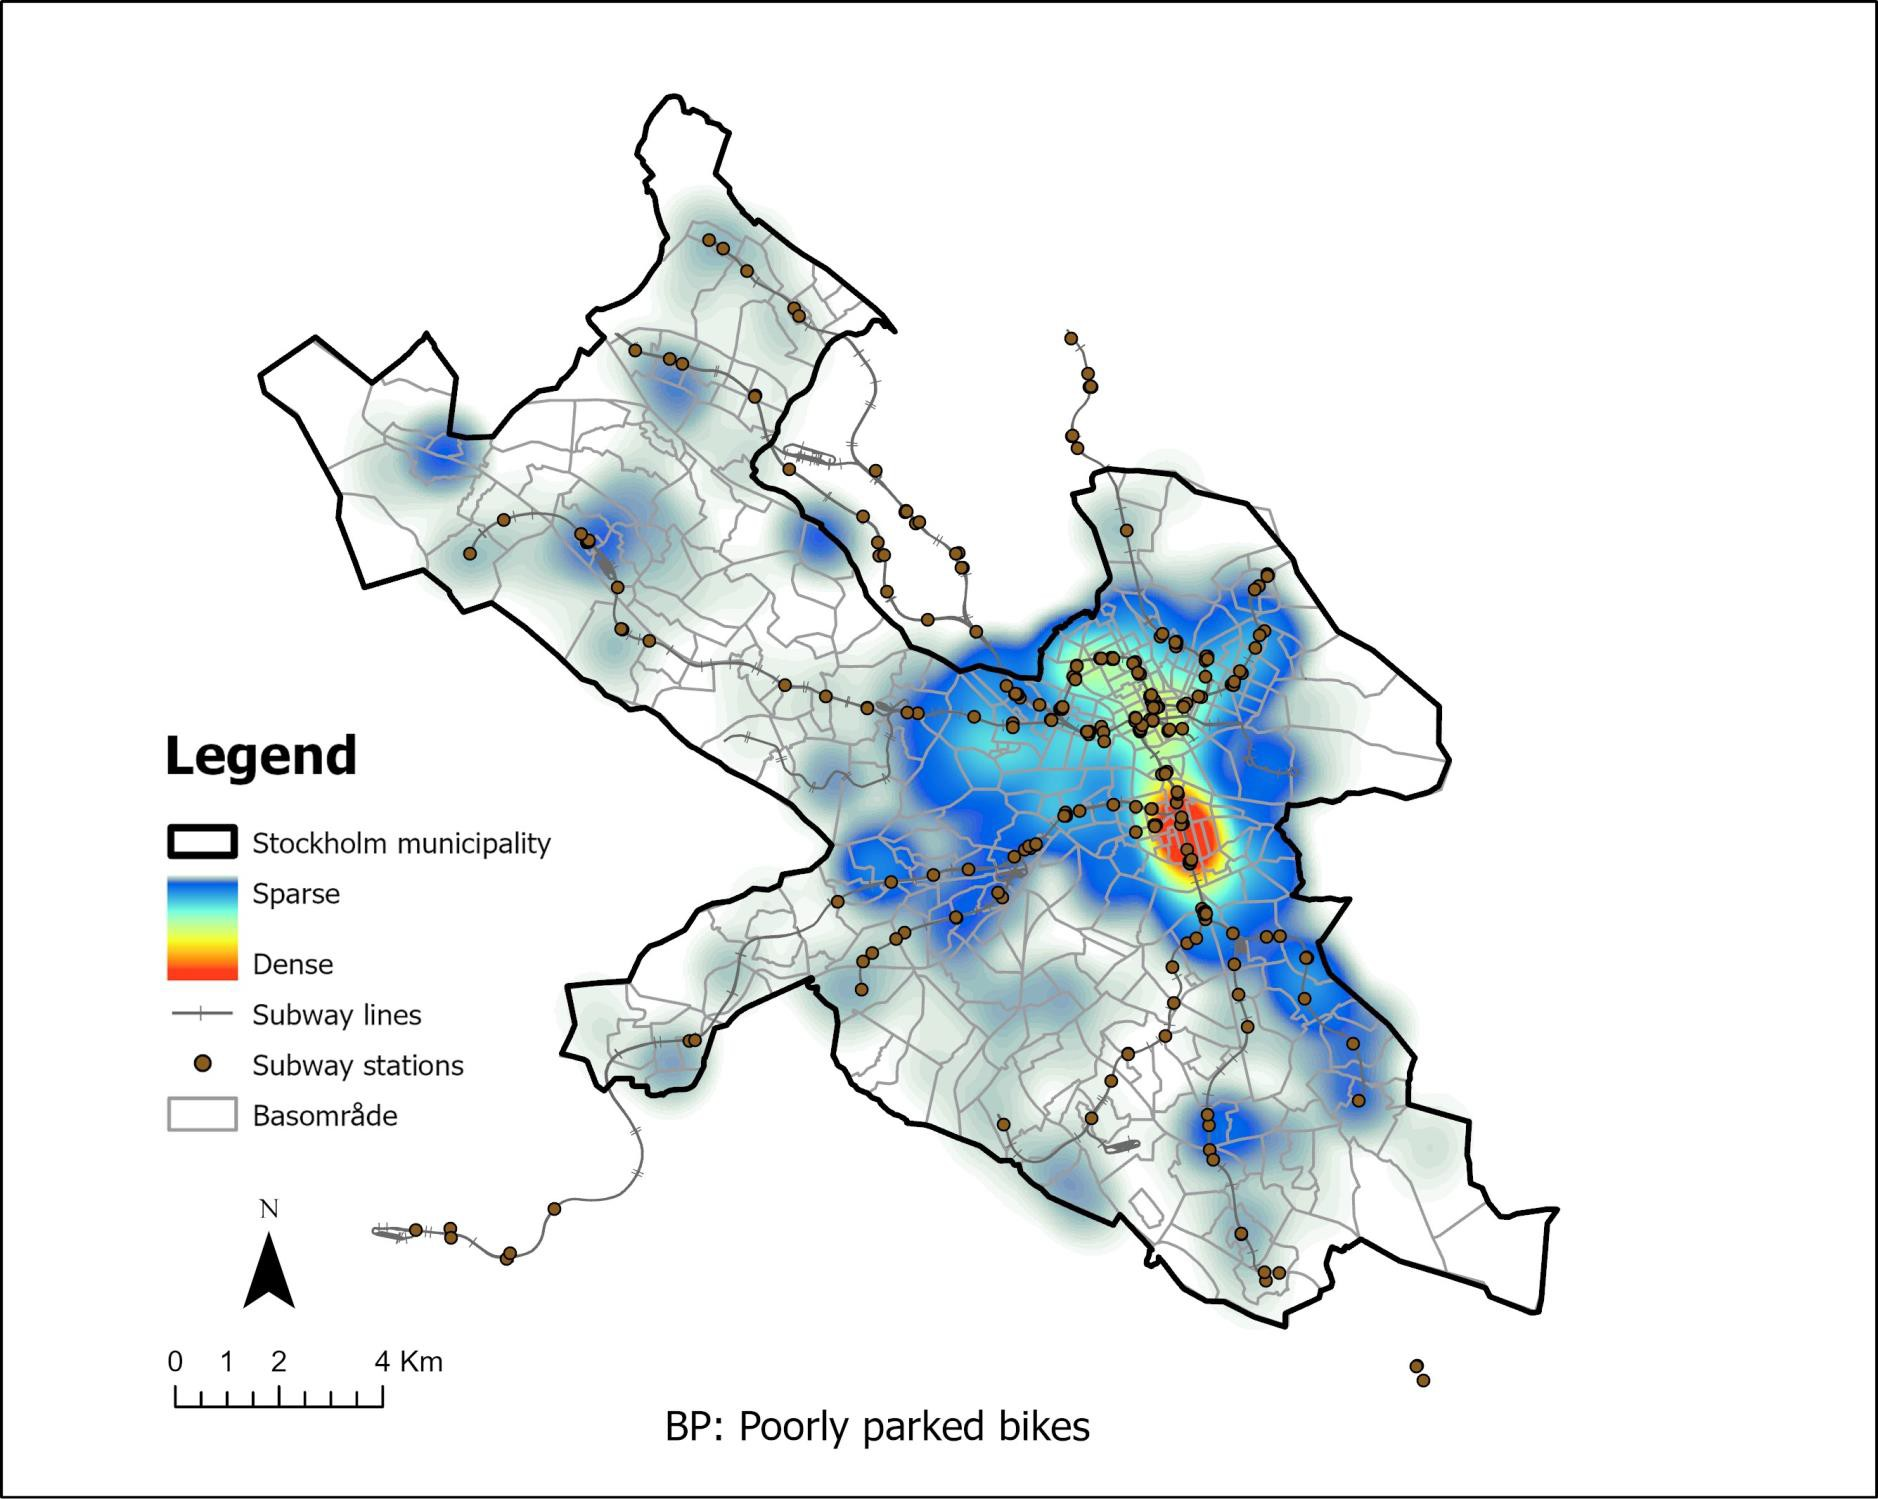 Legend
Stockholm municipality
Sparse
Dense
Subway lines
Subway stations
Basområde
N
0 1 2 4 Km
BP: Poorly parked bikes